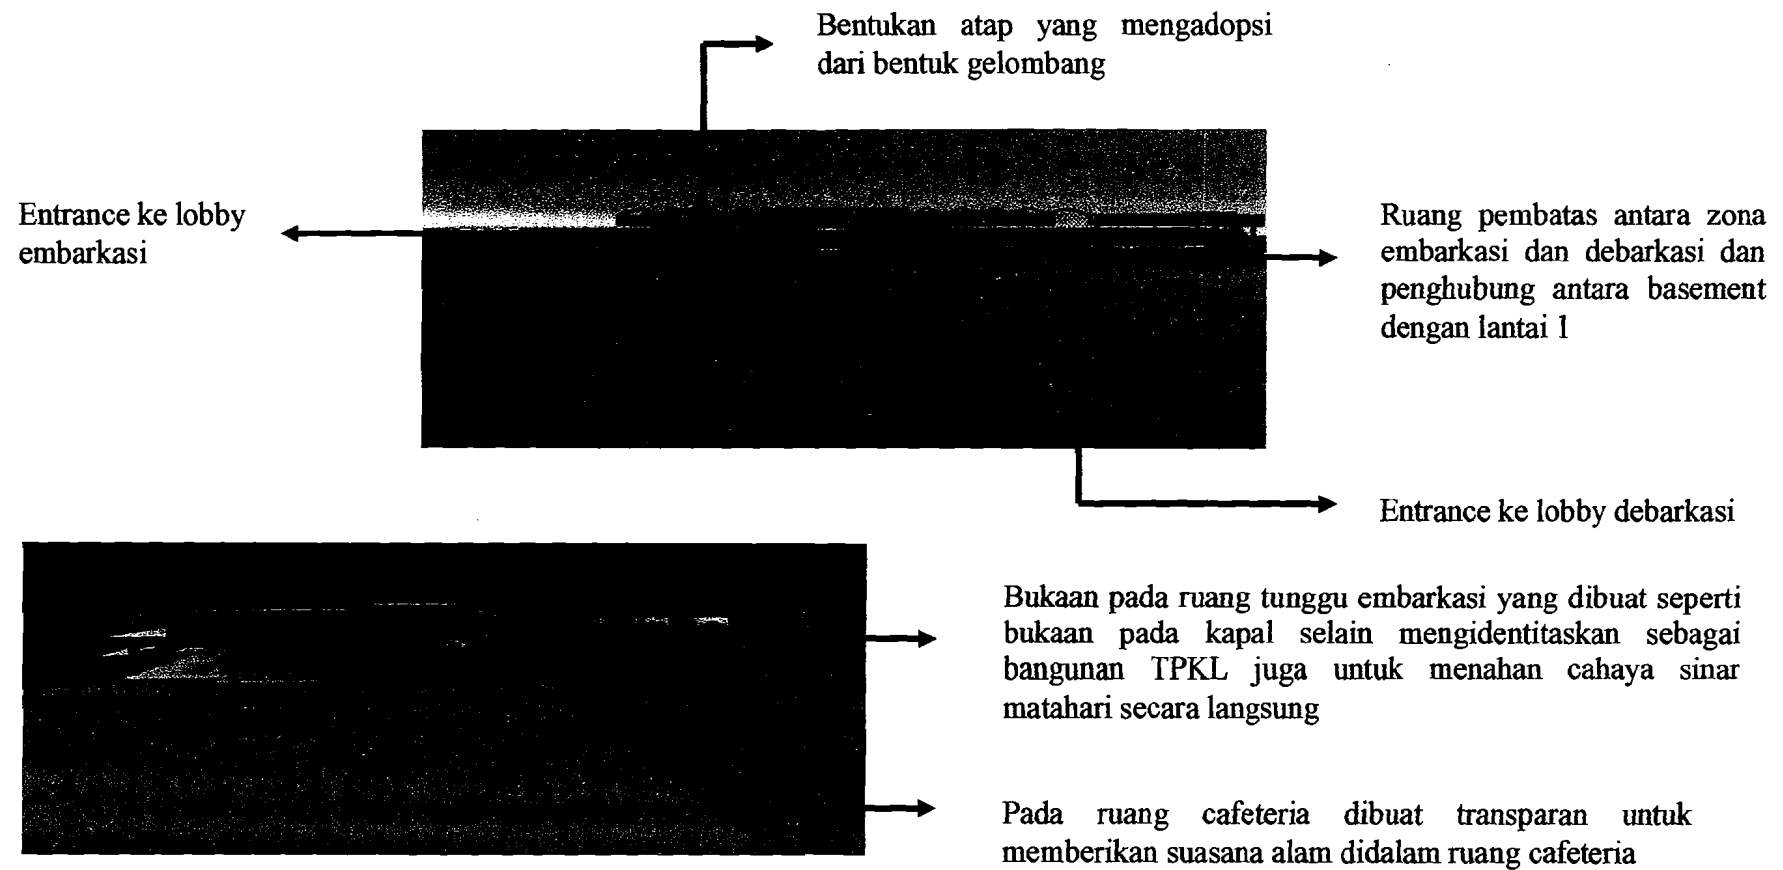 Bentukan atap yang mengadopsi
dari bentuk gelombang
Entrance ke lobby
embarkasi
Ruang pembatas antara zona
embarkasi dan debarkasi dan
penghubung antara basement
dengan lantai 1
Entrance ke lobby debarkasi
Bukaan pada ruang tunggu embarkasi yang dibuat seperti
bukaan pada kapal selain mengidentitaskan sebagai
bangunan TPKL juga untuk menahan cahaya sinar
matahari secara langsung
Pada ruang cafeteria dibuat transparan untuk
memberikan suasana alam didalam ruang cafeteria